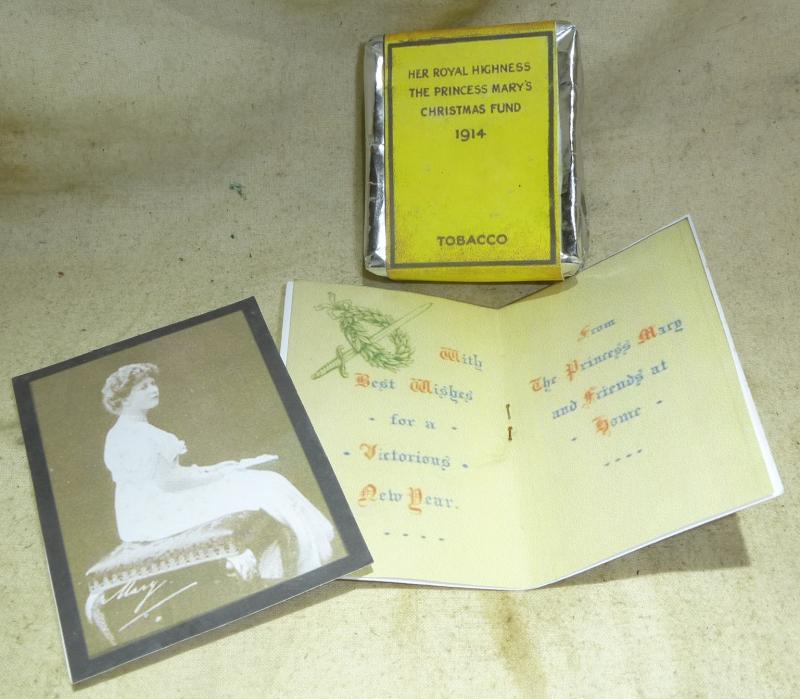 HER ROYAL HIGHNESS
THE PRINCESS MARY'S
CHRISTMAS FUND
1914
TOBACCO
With
Best Wishes
- for a -
• Victorious •
New Year.
- - - -
From
The Princess Mary
and Friends at
- Home -
- - - -
Mary